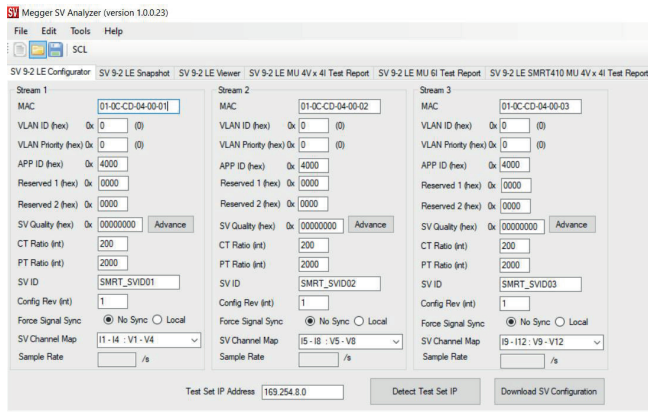 SV Megger SV Analyzer (version 1.0.0.23)
File Edit Tools Help
SCL
SV 9-2 LE Configurator SV 9-2 LE Snapshot SV 9-2 LE Viewer SV 9-2 LE MU 4V x 4I Test Report SV 9-2 LE MU 6I Test Report SV 9-2 LE SMRT410 MU 4V x 4I Test Report
Stream 1
MAC 01-0C-CD-04-00-01
VLAN ID (hex) 0x 0 (0)
VLAN Priority (hex) 0x 0 (0)
APP ID (hex) 0x 4000
Reserved 1 (hex) 0x 0000
Reserved 2 (hex) 0x 0000
SV Quality (hex) 0x 00000000 Advance
CT Ratio (int) 200
PT Ratio (int) 2000
SV ID SMRT_SVID01
Config Rev (int) 1
Force Signal Sync No Sync Local
SV Channel Map I1 - I4 : V1 - V4
Sample Rate /s
Stream 2
MAC 01-0C-CD-04-00-02
VLAN ID (hex) 0x 0 (0)
VLAN Priority (hex) 0x 0 (0)
APP ID (hex) 0x 4000
Reserved 1 (hex) 0x 0000
Reserved 2 (hex) 0x 0000
SV Quality (hex) 0x 00000000 Advance
CT Ratio (int) 200
PT Ratio (int) 2000
SV ID SMRT_SVID02
Config Rev (int) 1
Force Signal Sync No Sync Local
SV Channel Map I5 - I8 : V5 - V8
Sample Rate /s
Stream 3
MAC 01-0C-CD-04-00-03
VLAN ID (hex) 0x 0 (0)
VLAN Priority (hex) 0x 0 (0)
APP ID (hex) 0x 4000
Reserved 1 (hex) 0x 0000
Reserved 2 (hex) 0x 0000
SV Quality (hex) 0x 00000000 Advance
CT Ratio (int) 200
PT Ratio (int) 2000
SV ID SMRT_SVID03
Config Rev (int) 1
Force Signal Sync No Sync Local
SV Channel Map I9 - I12 : V9 - V12
Sample Rate /s
Test Set IP Address 169.254.8.0 Detect Test Set IP Download SV Configuration